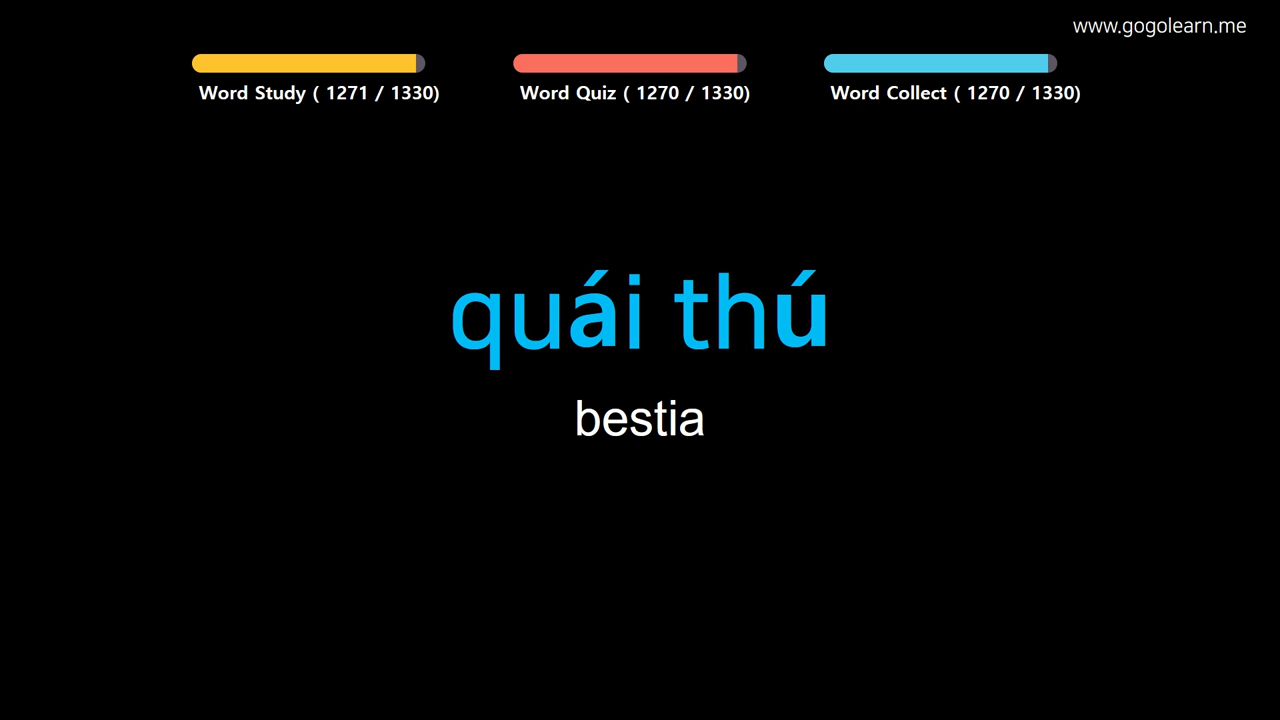 www.gogolearn.me
Word Study ( 1271 / 1330)
Word Quiz ( 1270 / 1330)
Word Collect ( 1270 / 1330)
quái thú
bestia